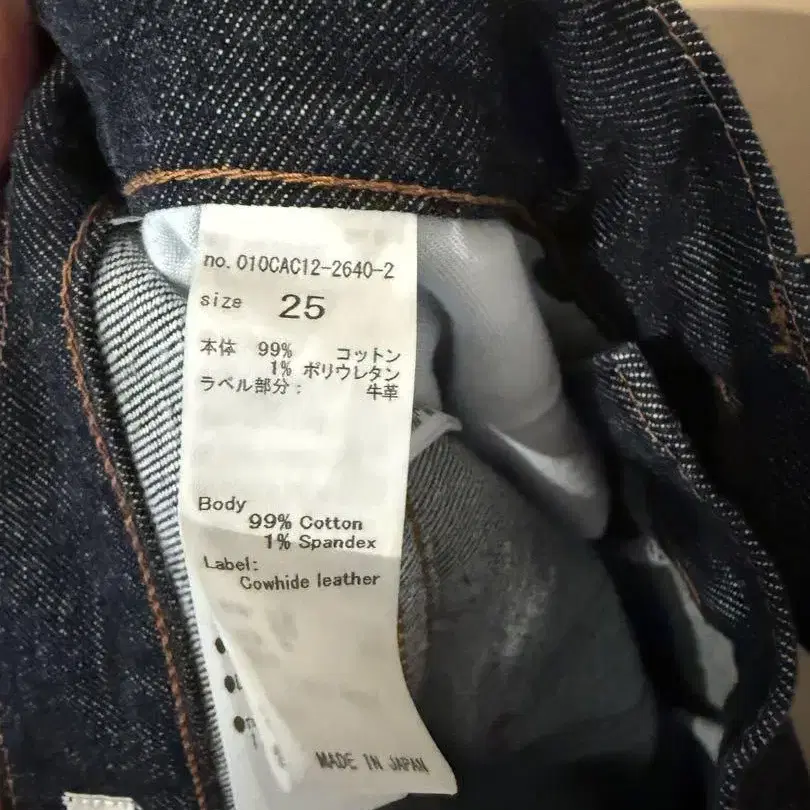 no. 010CAC12-2640-2
size 25
本体 99% コットン
1% ポリウレタン
ラベル部分: 牛革
Body
99% Cotton
1% Spandex
Label:
Cowhide leather
MADE IN JAPAN